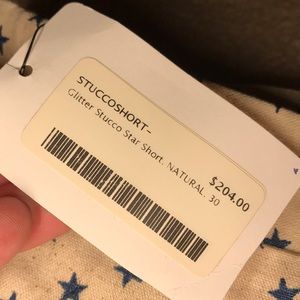 STUCCOSHORT-
Glitter Stucco Star Short. NATURAL. 30
$204.00